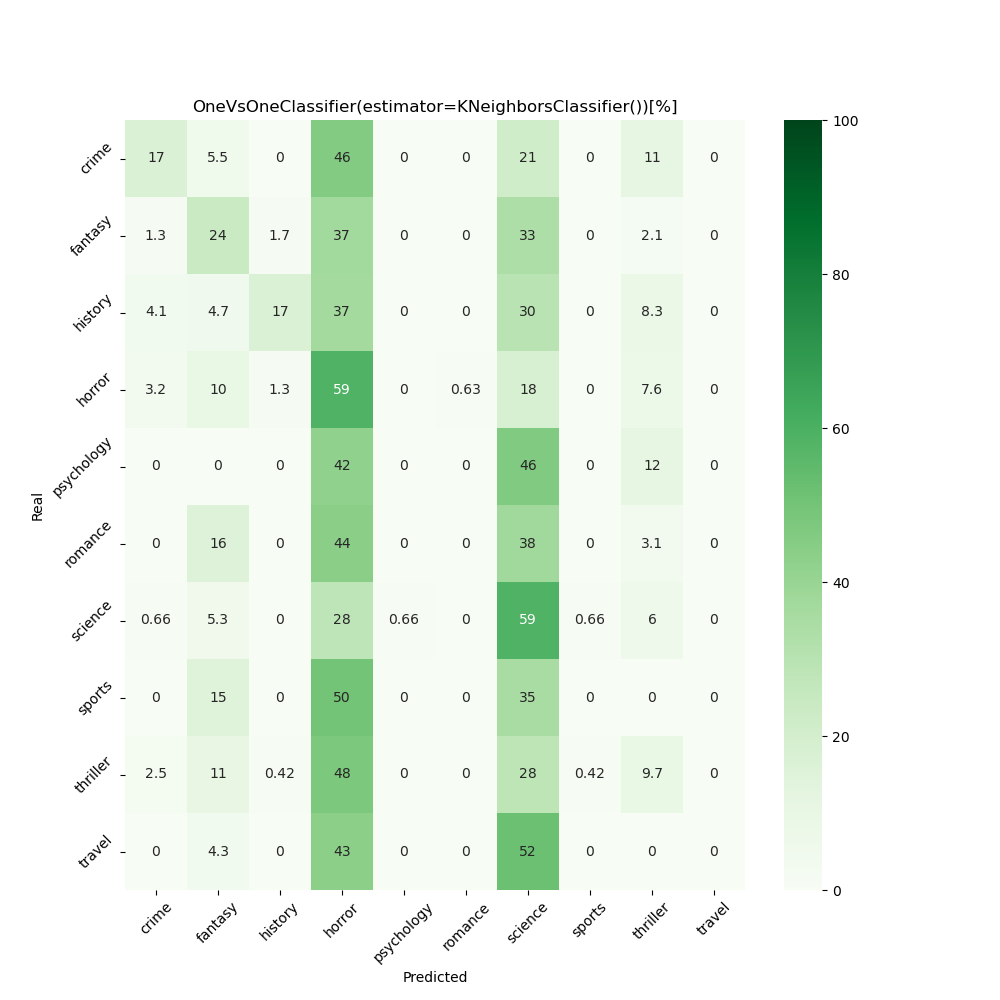 OneVsOneClassifier(estimator=KNeighborsClassifier())[%]
crime 17 5.5 0 46 0 0 21 0 11 0
fantasy 1.3 24 1.7 37 0 0 33 0 2.1 0
history 4.1 4.7 17 37 0 0 30 0 8.3 0
horror 3.2 10 1.3 59 0 0.63 18 0 7.6 0
psychology 0 0 0 42 0 0 46 0 12 0
romance 0 16 0 44 0 0 38 0 3.1 0
science 0.66 5.3 0 28 0.66 0 59 0.66 6 0
sports 0 15 0 50 0 0 35 0 0 0
thriller 2.5 11 0.42 48 0 0 28 0.42 9.7 0
travel 0 4.3 0 43 0 0 52 0 0 0
Real
crime fantasy history horror psychology romance science sports thriller travel
Predicted
100
80
60
40
20
0